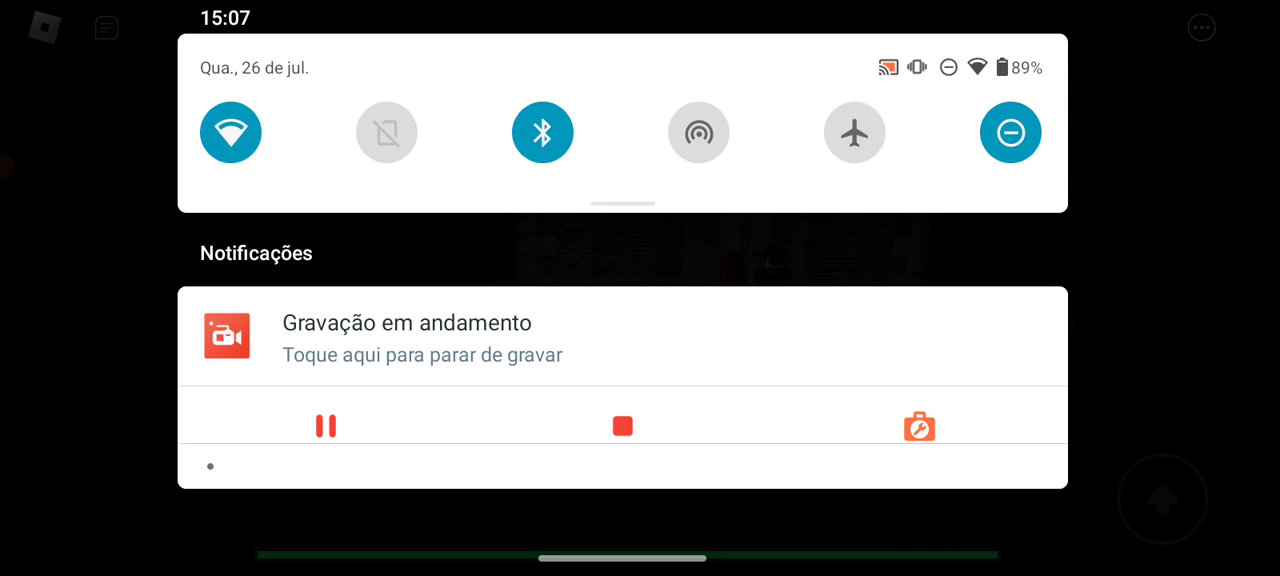 15:07
Qua., 26 de jul.
89%
Notificações
Gravação em andamento
Toque aqui para parar de gravar